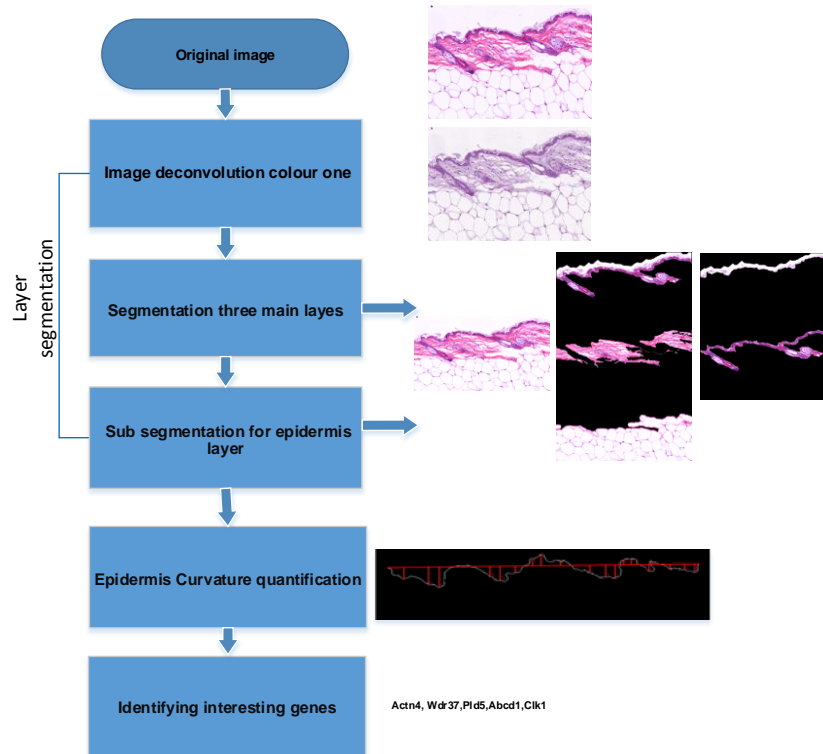 Original image
Image deconvolution colour one
Layer
segmentation
Segmentation three main layes
Sub segmentation for epidermis
layer
Epidermis Curvature quantification
Identifying interesting genes
Actn4, Wdr37,Pld5,Abcd1,Clk1